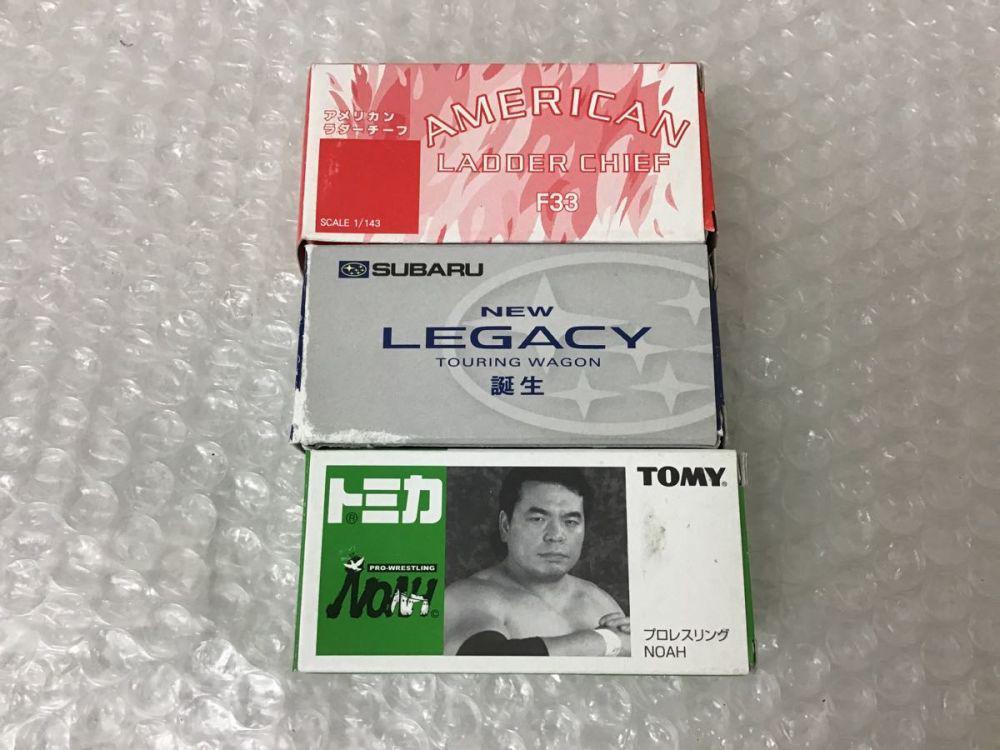 アメリカン
ラダーチーフ
AMERICAN
LADDER CHIEF
F33
SCALE 1/143
SUBARU
NEW
LEGACY
TOURING WAGON
誕生
トミカ®
PRO-WRESTLING
NOAH©
TOMY®
プロレスリング
NOAH